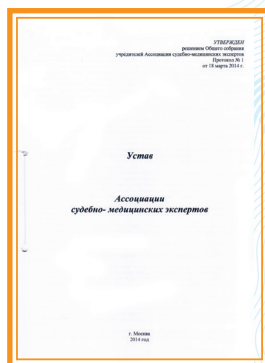 УТВЕРЖДЕН
решением Общего собрания
учредителей Ассоциации судебно-медицинских экспертов
Протокол № 1
от 18 марта 2014 г.
Устав
Ассоциации
судебно- медицинских экспертов
г. Москва
2014 год